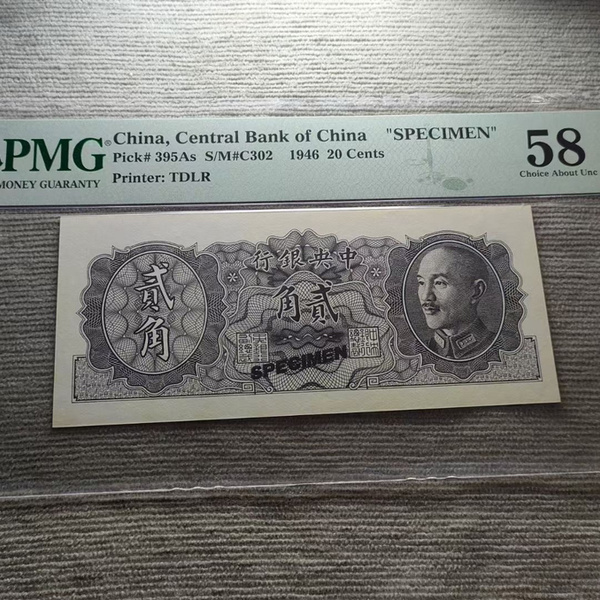 PMG
MONEY GUARANTY
China, Central Bank of China "SPECIMEN"
Pick# 395As S/M#C302 1946 20 Cents
Printer: TDLR
58
Choice About Unc
行銀央中
貳角
角貳
SPECIMEN